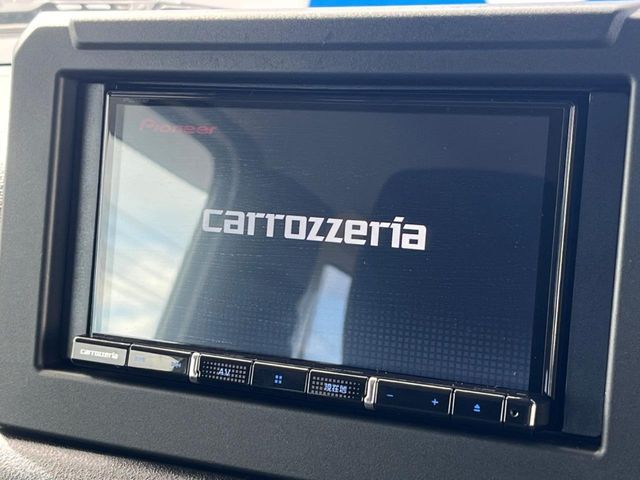 Pioneer
carrozzeria
carrozzeria
AV
現在地
- +